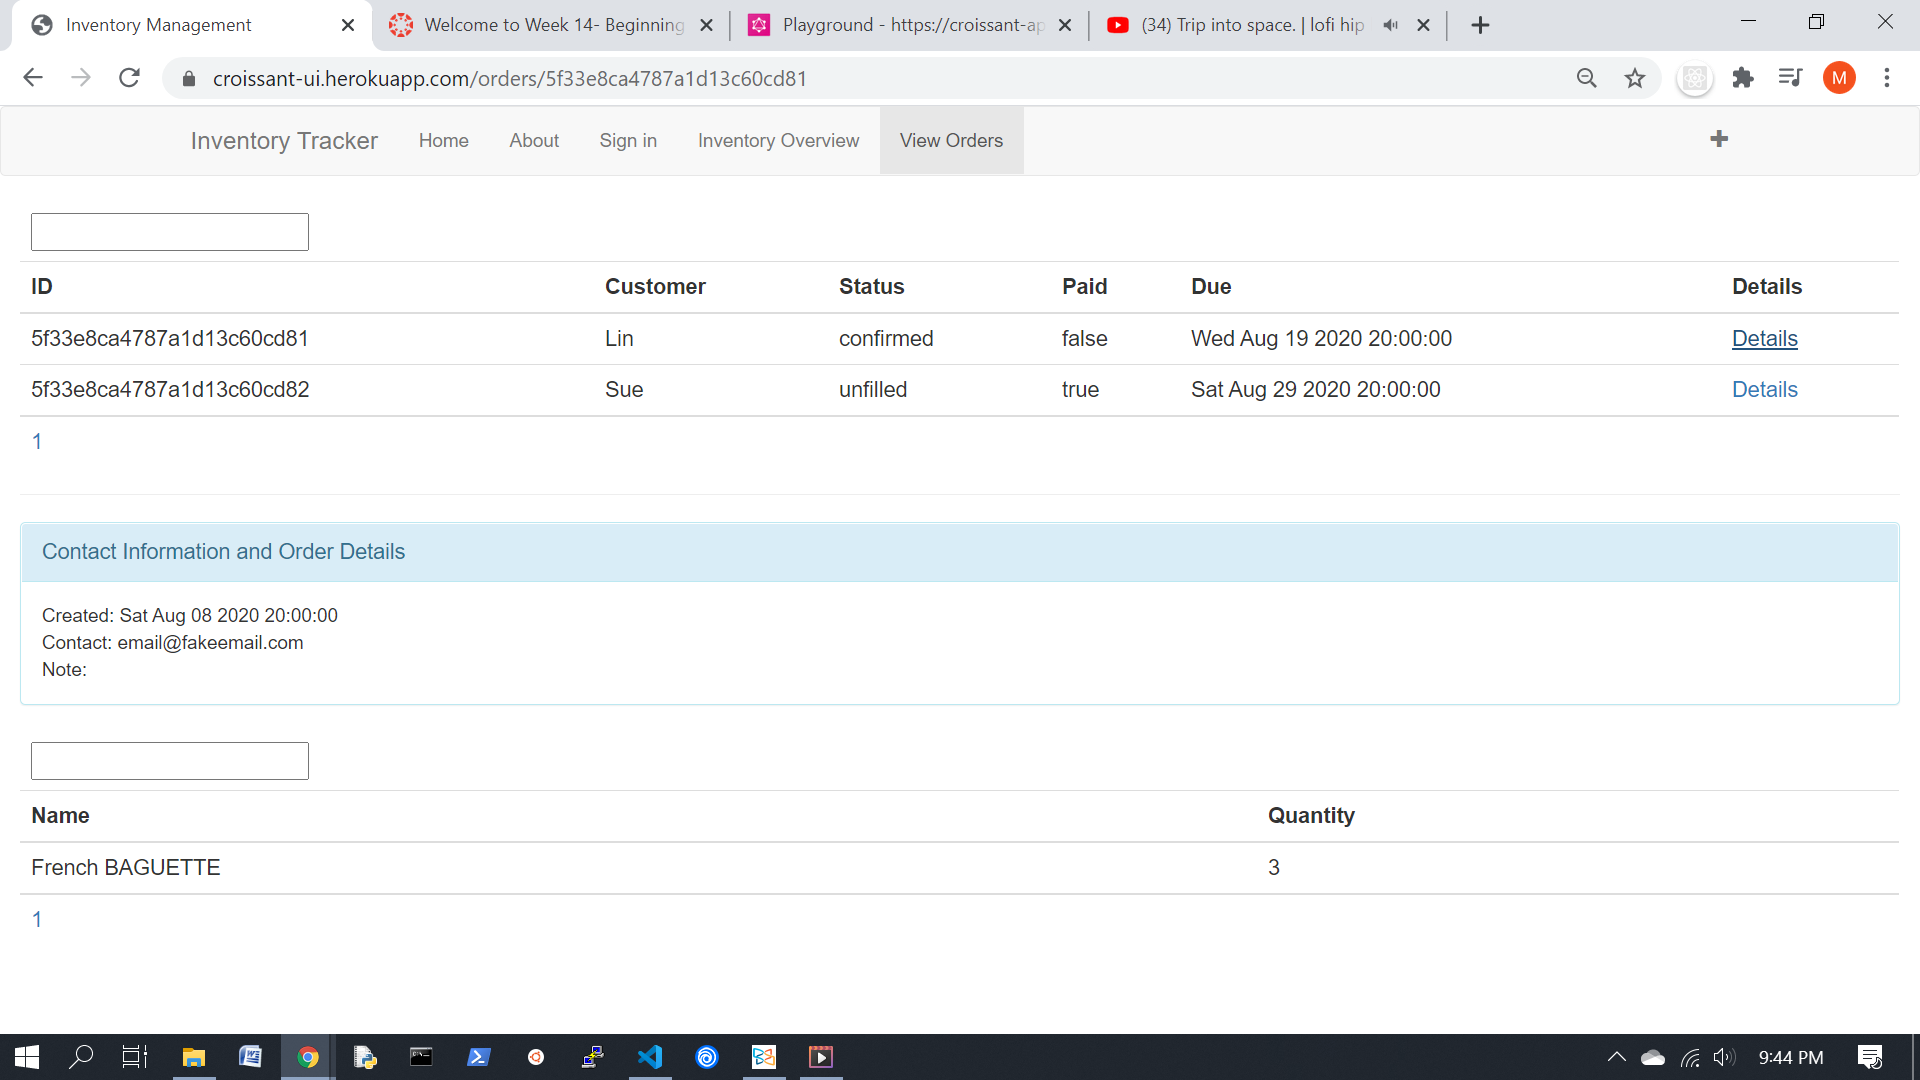 Inventory Management
Welcome to Week 14- Beginning
Playground - https://croissant-ap
(34) Trip into space. | lofi hip
croissant-ui.herokuapp.com/orders/5f33e8ca4787a1d13c60cd81
M
Inventory Tracker Home About Sign in Inventory Overview View Orders
ID Customer Status Paid Due Details
5f33e8ca4787a1d13c60cd81 Lin confirmed false Wed Aug 19 2020 20:00:00 Details
5f33e8ca4787a1d13c60cd82 Sue unfilled true Sat Aug 29 2020 20:00:00 Details
1
Contact Information and Order Details
Created: Sat Aug 08 2020 20:00:00
Contact: email@fakeemail.com
Note:
Name Quantity
French BAGUETTE 3
1
9:44 PM